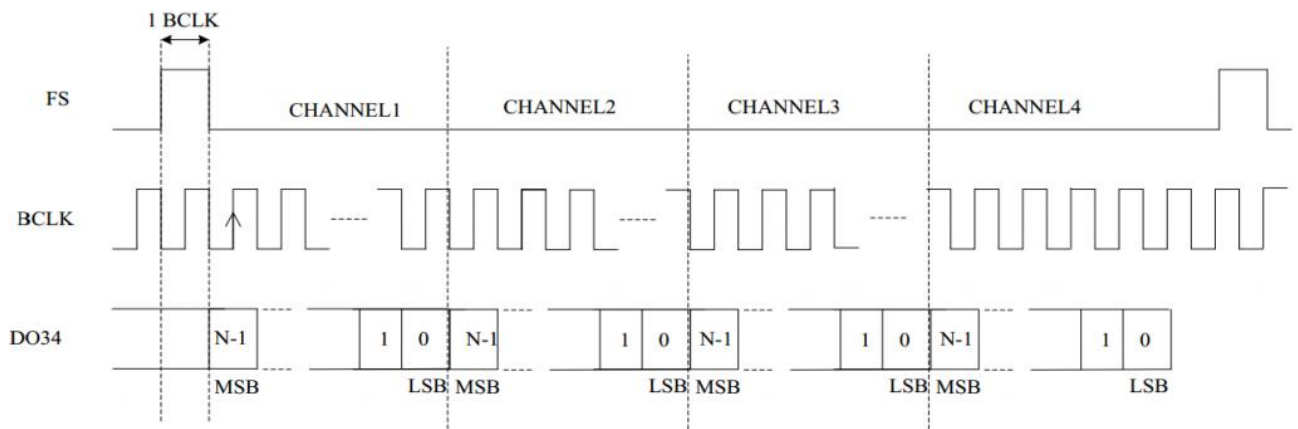 1 BCLK
FS
CHANNEL1 CHANNEL2 CHANNEL3 CHANNEL4
BCLK
DO34 N-1 1 0 N-1 1 0 N-1 1 0 N-1 1 0
MSB LSB MSB LSB MSB LSB MSB LSB